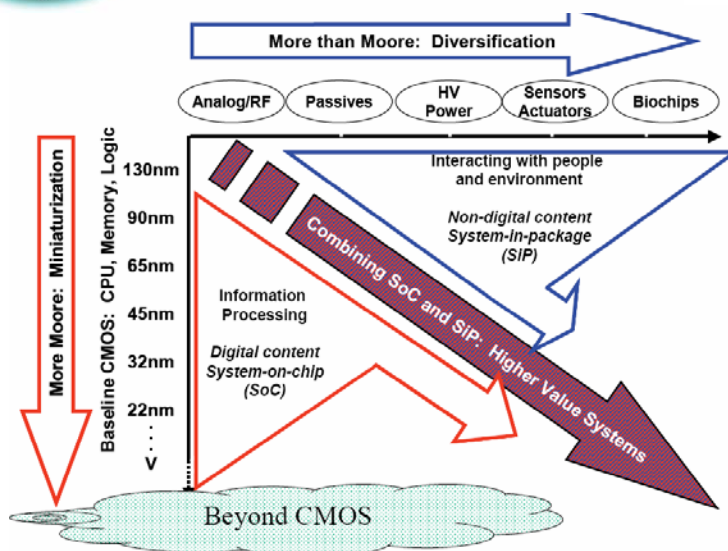 More than Moore: Diversification
Analog/RF
Passives
HV
Power
Sensors
Actuators
Biochips
More Moore: Miniaturization
Baseline CMOS: CPU, Memory, Logic
130nm
90nm
65nm
45nm
32nm
22nm
V
Interacting with people
and environment
Non-digital content
System-in-package
(SiP)
Combining SoC and SiP: Higher Value Systems
Information
Processing
Digital content
System-on-chip
(SoC)
Beyond CMOS